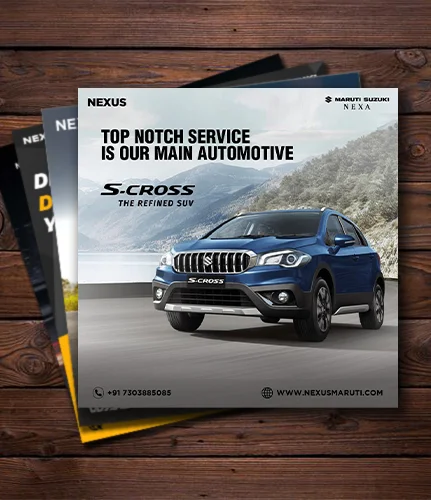 NEXUS
MARUTI SUZUKI
NEXA
TOP NOTCH SERVICE
IS OUR MAIN AUTOMOTIVE
S-CROSS
THE REFINED SUV
S-CROSS
+91 7303885085
WWW.NEXUSMARUTI.COM
NE